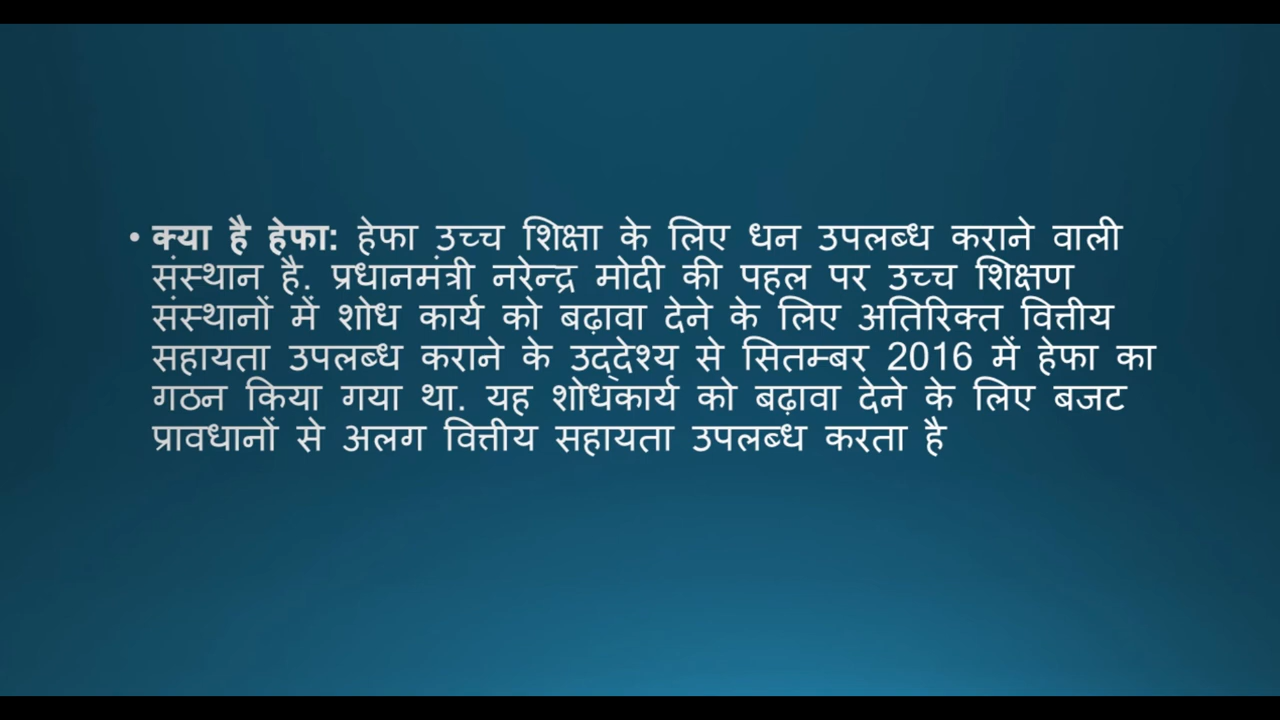 • क्या है हेफा: हेफा उच्च शिक्षा के लिए धन उपलब्ध कराने वाली
संस्थान है. प्रधानमंत्री नरेन्द्र मोदी की पहल पर उच्च शिक्षण
संस्थानों में शोध कार्य को बढ़ावा देने के लिए अतिरिक्त वित्तीय
सहायता उपलब्ध कराने के उद्देश्य से सितम्बर 2016 में हेफा का
गठन किया गया था. यह शोधकार्य को बढ़ावा देने के लिए बजट
प्रावधानों से अलग वित्तीय सहायता उपलब्ध करता है